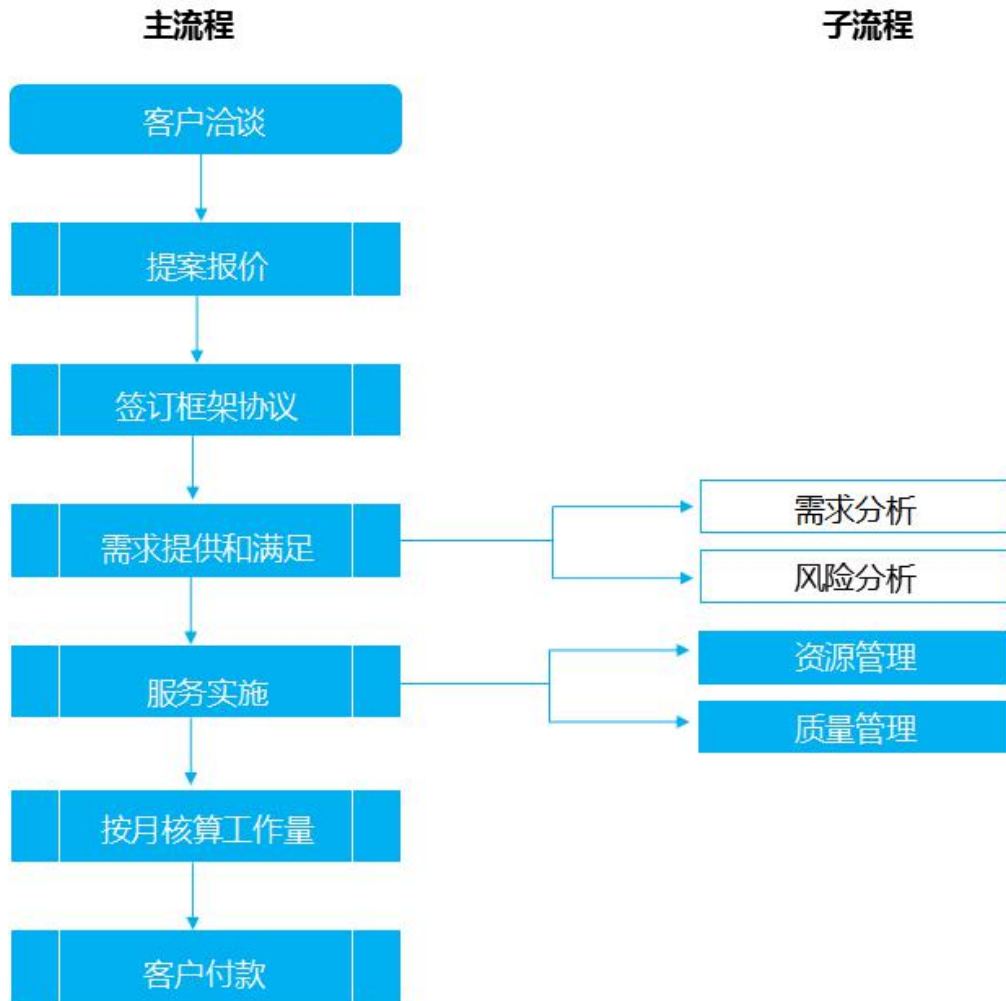 主流程
子流程
客户洽谈
提案报价
签订框架协议
需求提供和满足
需求分析
风险分析
服务实施
资源管理
质量管理
按月核算工作量
客户付款